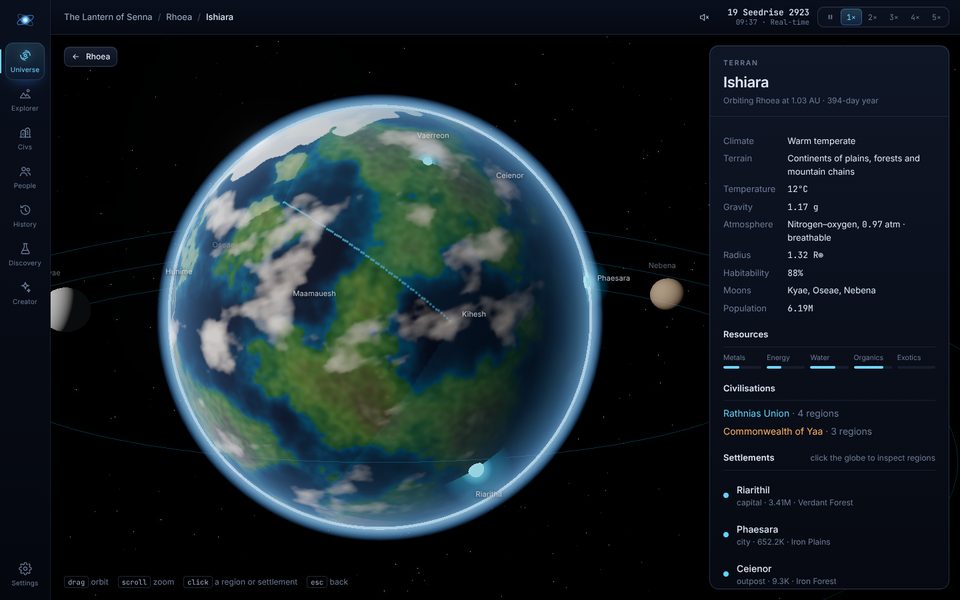 The Lantern of Senna / Rhoea / Ishiara
19 Seedrise 2923
09:37 · Real-time
1× 2× 3× 4× 5×
Universe
Explorer
Civs
People
History
Discovery
Creator
Settings
← Rhoea
Vaerreon
Ceienor
Hunime
Maamauesh
Kihesh
Phaesara
Nebena
Riarithil
drag orbit scroll zoom click a region or settlement esc back
TERRAN
Ishiara
Orbiting Rhoea at 1.03 AU · 394-day year
Climate Warm temperate
Terrain Continents of plains, forests and
mountain chains
Temperature 12°C
Gravity 1.17 g
Atmosphere Nitrogen–oxygen, 0.97 atm ·
breathable
Radius 1.32 R⊕
Habitability 88%
Moons Kyae, Oseae, Nebena
Population 6.19M
Resources
Metals Energy Water Organics Exotics
Civilisations
Rathnias Union · 4 regions
Commonwealth of Yaa · 3 regions
Settlements click the globe to inspect regions
Riarithil
capital · 3.41M · Verdant Forest
Phaesara
city · 652.2K · Iron Plains
Ceienor
outpost · 9.3K · Iron Forest